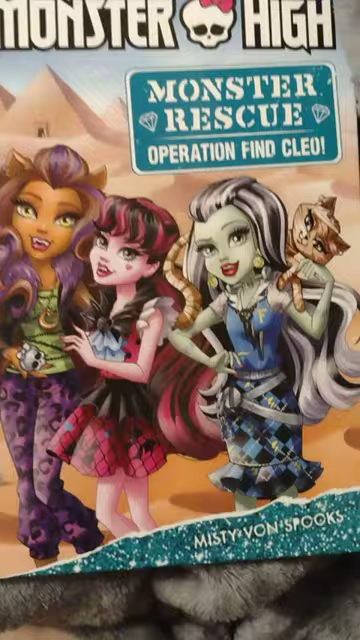 MONSTER HIGH
MONSTER
RESCUE
OPERATION FIND CLEO!
MISTY VON SPOOKS